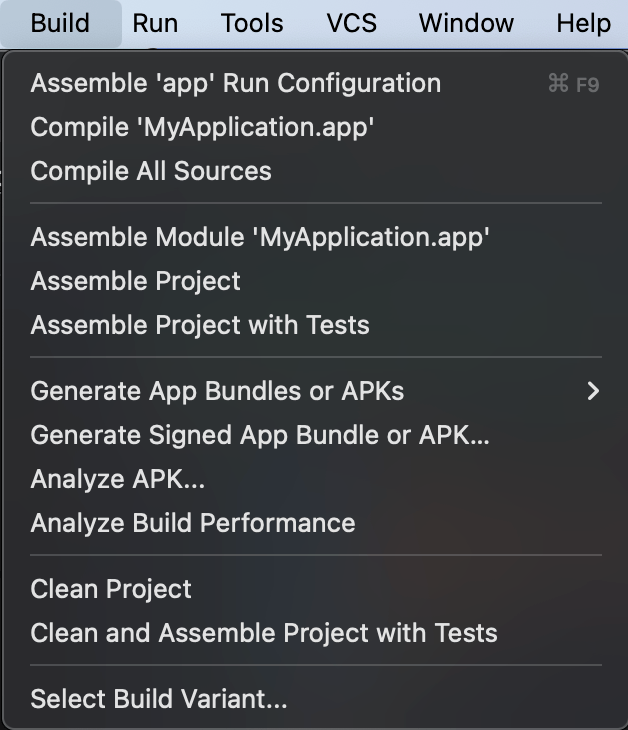 Build Run Tools VCS Window Help
Assemble 'app' Run Configuration ⌘ F9
Compile 'MyApplication.app'
Compile All Sources
Assemble Module 'MyApplication.app'
Assemble Project
Assemble Project with Tests
Generate App Bundles or APKs
Generate Signed App Bundle or APK...
Analyze APK...
Analyze Build Performance
Clean Project
Clean and Assemble Project with Tests
Select Build Variant...